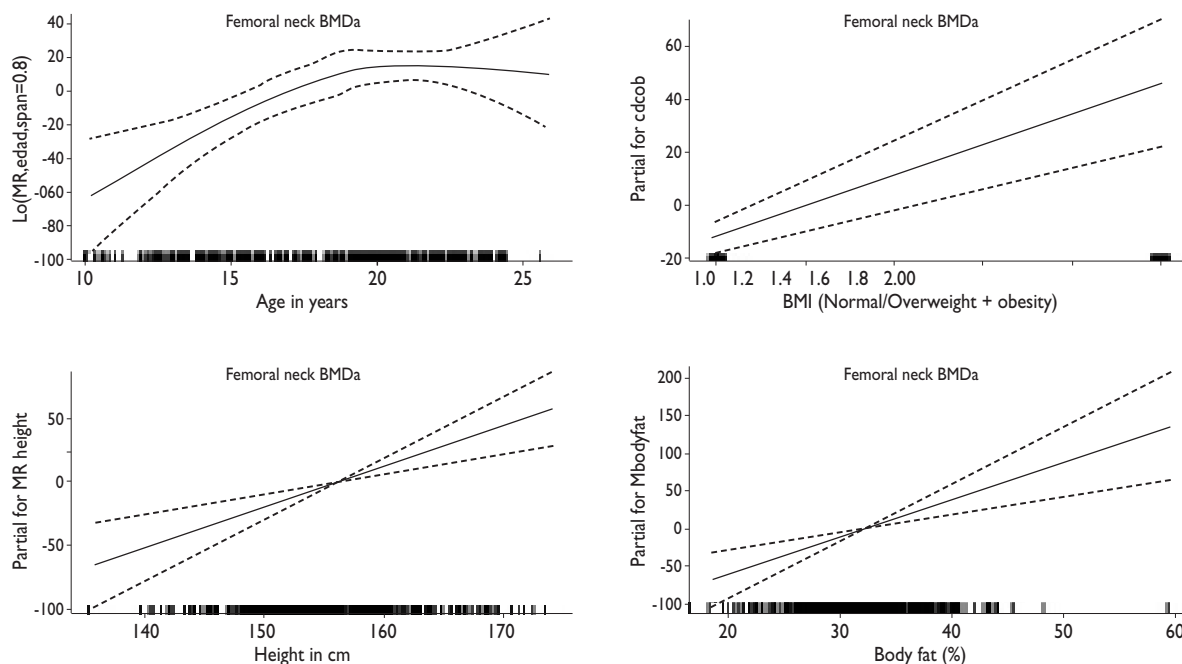 Femoral neck BMDa
Lo(MR,edad,span=0.8)
40
20
0
-20
-40
-060
-80
-100
10 15 20 25
Age in years
Femoral neck BMDa
Partial for cdcob
60
40
20
0
-20
1.0 1.2 1.4 1.6 1.8 2.00
BMI (Normal/Overweight + obesity)
Femoral neck BMDa
Partial for MR height
50
0
-50
-100
140 150 160 170
Height in cm
Femoral neck BMDa
Partial for Mbodyfat
200
150
100
50
0
-50
-100
20 30 40 50 60
Body fat (%)